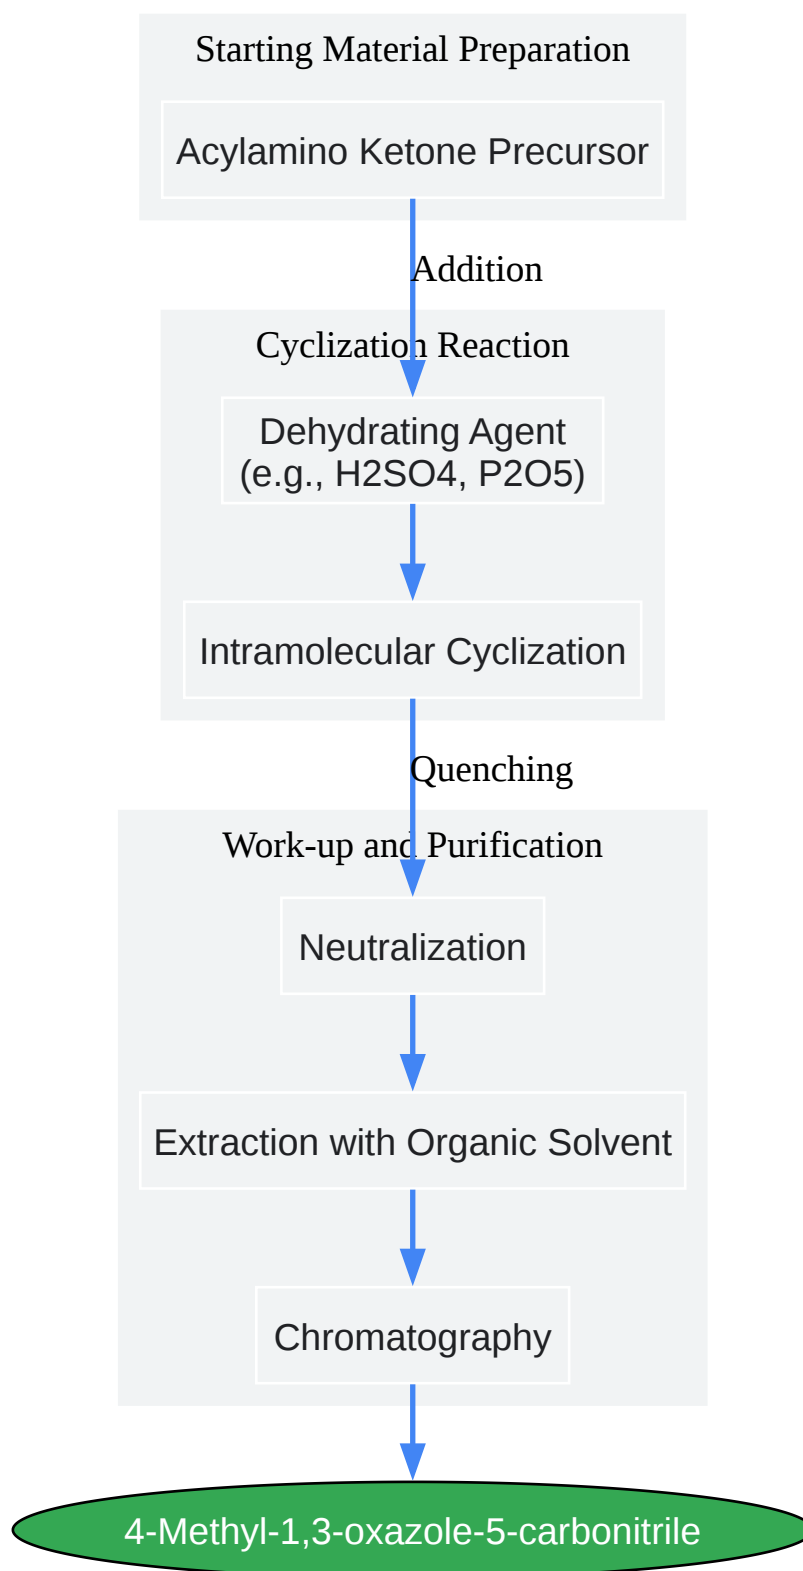 Starting Material Preparation
Acylamino Ketone Precursor
Addition
Cyclization Reaction
Dehydrating Agent
(e.g., H2SO4, P2O5)
Intramolecular Cyclization
Quenching
Work-up and Purification
Neutralization
Extraction with Organic Solvent
Chromatography
4-Methyl-1,3-oxazole-5-carbonitrile